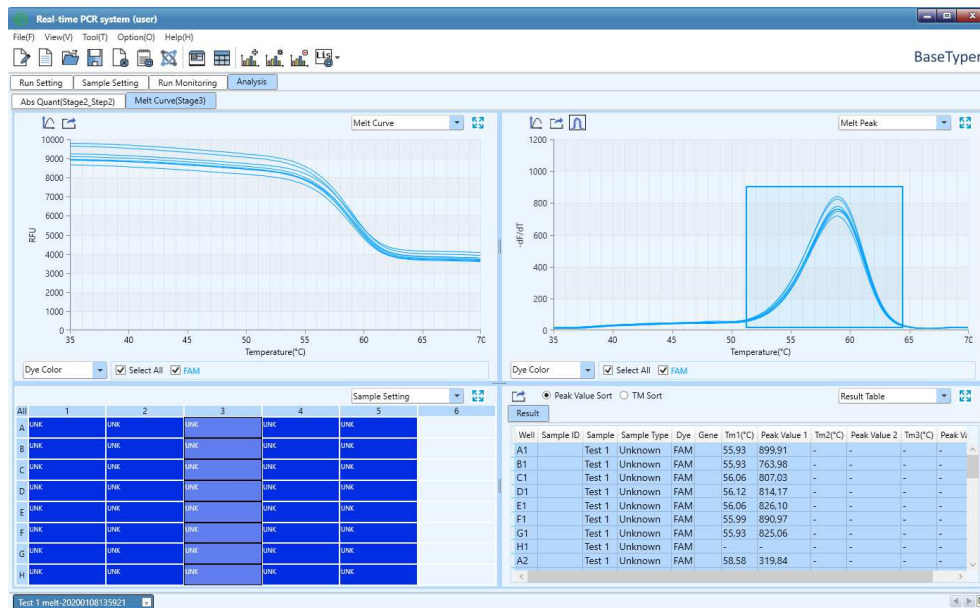 Real-time PCR system (user)
File(F) View(V) Tool(T) Option(O) Help(H)
Lis
BaseTyper
Run Setting Sample Setting Run Monitoring Analysis
Abs Quant(Stage2_Step2) Melt Curve(Stage3)
Melt Curve
10000
9000
8000
7000
6000
5000
4000
3000
2000
1000
0
RFU
35 40 45 50 55 60 65 70
Temperature(°C)
Dye Color Select All FAM
Melt Peak
1200
1000
800
600
400
200
0
-dF/dT
35 40 45 50 55 60 65 70
Temperature(°C)
Dye Color Select All FAM
Sample Setting
All 1 2 3 4 5 6
A UNK UNK UNK UNK UNK
B UNK UNK UNK UNK UNK
C UNK UNK UNK UNK UNK
D UNK UNK UNK UNK UNK
E UNK UNK UNK UNK UNK
F UNK UNK UNK UNK UNK
G UNK UNK UNK UNK UNK
H UNK UNK UNK UNK UNK
Peak Value Sort TM Sort Result Table
Result
Well Sample ID Sample Sample Type Dye Gene Tm1(°C) Peak Value 1 Tm2(°C) Peak Value 2 Tm3(°C) Peak Va
A1 Test 1 Unknown FAM 55,93 899,91 - - - -
B1 Test 1 Unknown FAM 55,93 763,98 - - - -
C1 Test 1 Unknown FAM 56,06 807,03 - - - -
D1 Test 1 Unknown FAM 56,12 814,17 - - - -
E1 Test 1 Unknown FAM 56,06 826,10 - - - -
F1 Test 1 Unknown FAM 55,99 890,97 - - - -
G1 Test 1 Unknown FAM 55,93 825,06 - - - -
H1 Test 1 Unknown FAM - - - - - -
A2 Test 1 Unknown FAM 58,58 319,84 - - - -
Test 1 melt-20200108135921